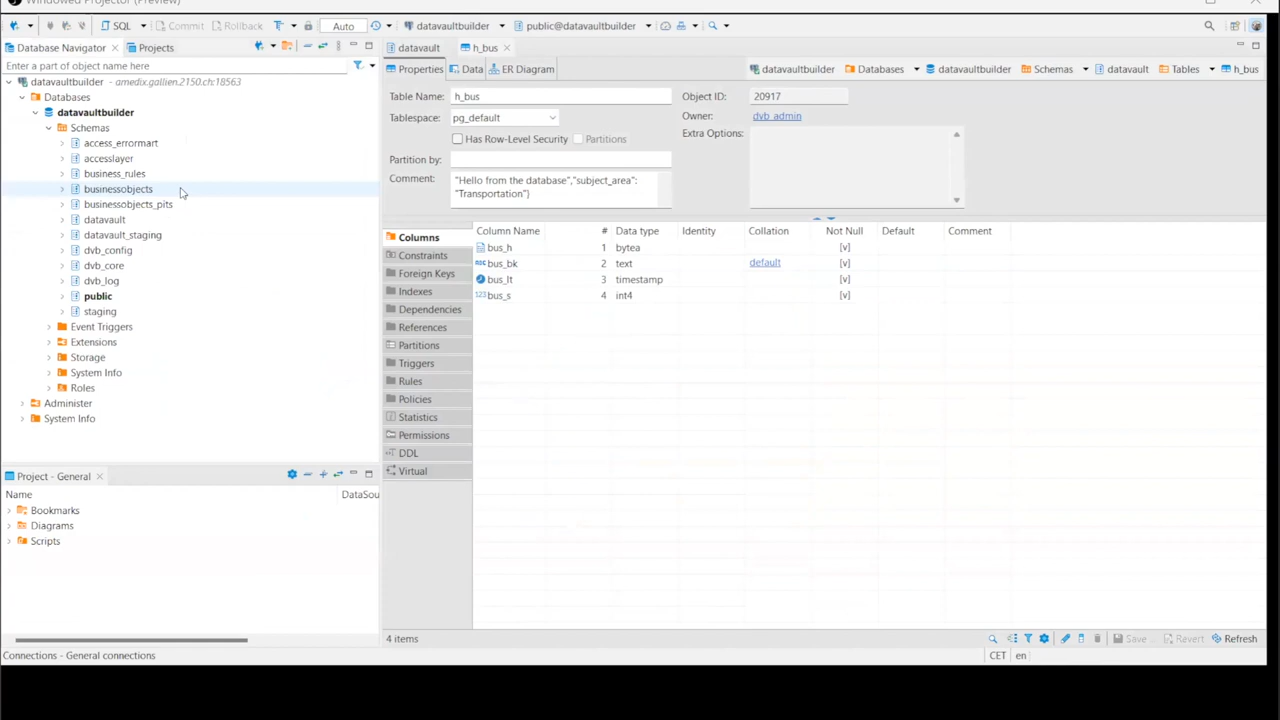 Windowed Projector (Preview)
SQL Commit Rollback T Auto datavaultbuilder public@datavaultbuilder
Database Navigator Projects
Enter a part of object name here
datavaultbuilder - amedix.gallien.2150.ch:18563
Databases
datavaultbuilder
Schemas
access_errormart
accesslayer
business_rules
businessobjects
businessobjects_pits
datavault
datavault_staging
dvb_config
dvb_core
dvb_log
public
staging
Event Triggers
Extensions
Storage
System Info
Roles
Administer
System Info
Project - General
Name DataSou
Bookmarks
Diagrams
Scripts
datavault h_bus
Properties Data ER Diagram datavaultbuilder Databases datavaultbuilder Schemas datavault Tables h_bus
Table Name: h_bus Object ID: 20917
Tablespace: pg_default Owner: dvb_admin
Has Row-Level Security Partitions Extra Options:
Partition by:
Comment: "Hello from the database","subject_area":
"Transportation"}
Columns
Constraints
Foreign Keys
Indexes
Dependencies
References
Partitions
Triggers
Rules
Policies
Statistics
Permissions
DDL
Virtual
Column Name # Data type Identity Collation Not Null Default Comment
bus_h 1 bytea [v]
ABC bus_bk 2 text default [v]
bus_lt 3 timestamp [v]
123 bus_s 4 int4 [v]
4 items Save ... Revert Refresh
Connections - General connections CET en